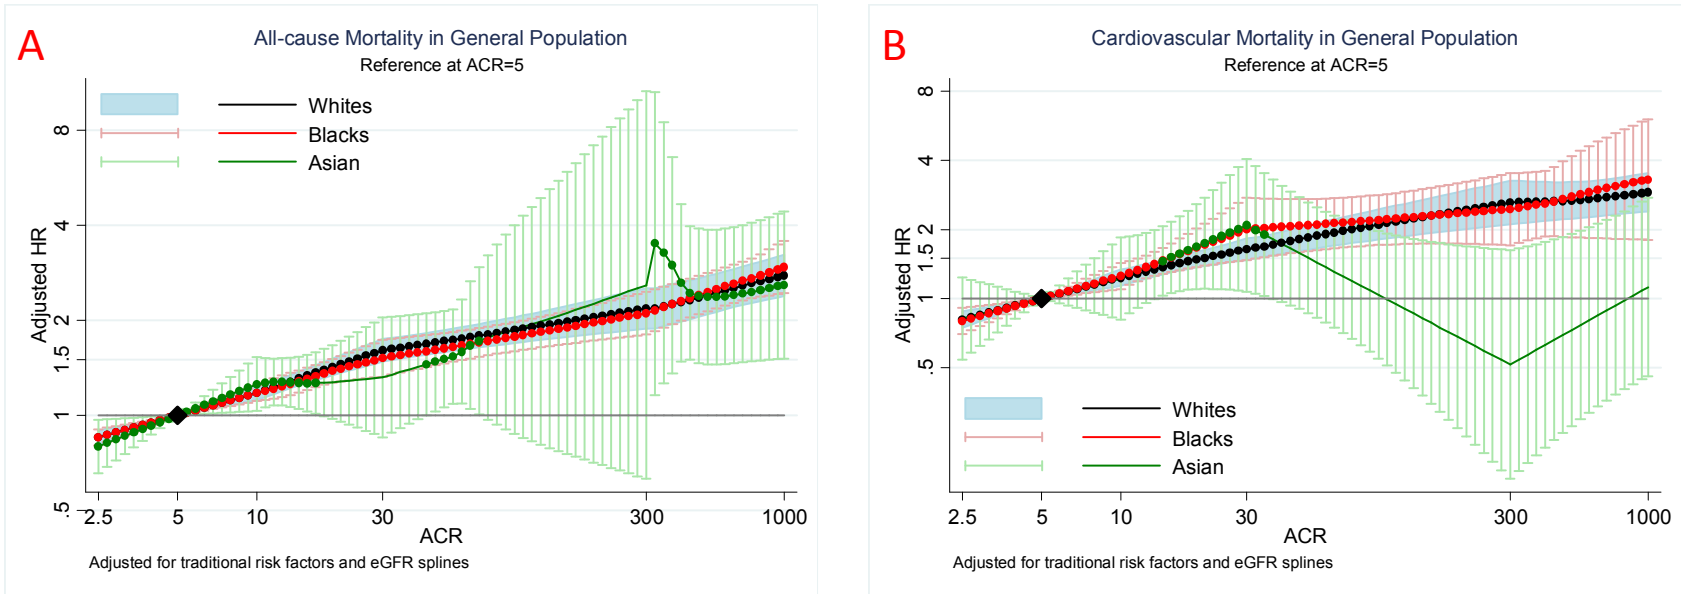 A
All-cause Mortality in General Population
Reference at ACR=5
Whites
Blacks
Asian
8
4
2
1.5
1
.5
Adjusted HR
2.5 5 10 30 300 1000
ACR
Adjusted for traditional risk factors and eGFR splines
B
Cardiovascular Mortality in General Population
Reference at ACR=5
8
4
2
1.5
1
.5
Adjusted HR
Whites
Blacks
Asian
2.5 5 10 30 300 1000
ACR
Adjusted for traditional risk factors and eGFR splines